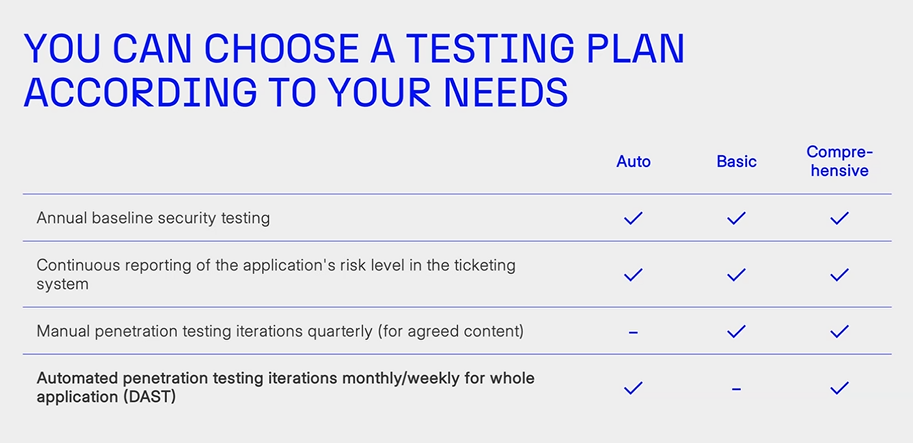 YOU CAN CHOOSE A TESTING PLAN
ACCORDING TO YOUR NEEDS
Auto
Basic
Compre-
hensive
Annual baseline security testing ✓ ✓ ✓
Continuous reporting of the application's risk level in the ticketing
system ✓ ✓ ✓
Manual penetration testing iterations quarterly (for agreed content) – ✓ ✓
Automated penetration testing iterations monthly/weekly for whole
application (DAST) ✓ – ✓